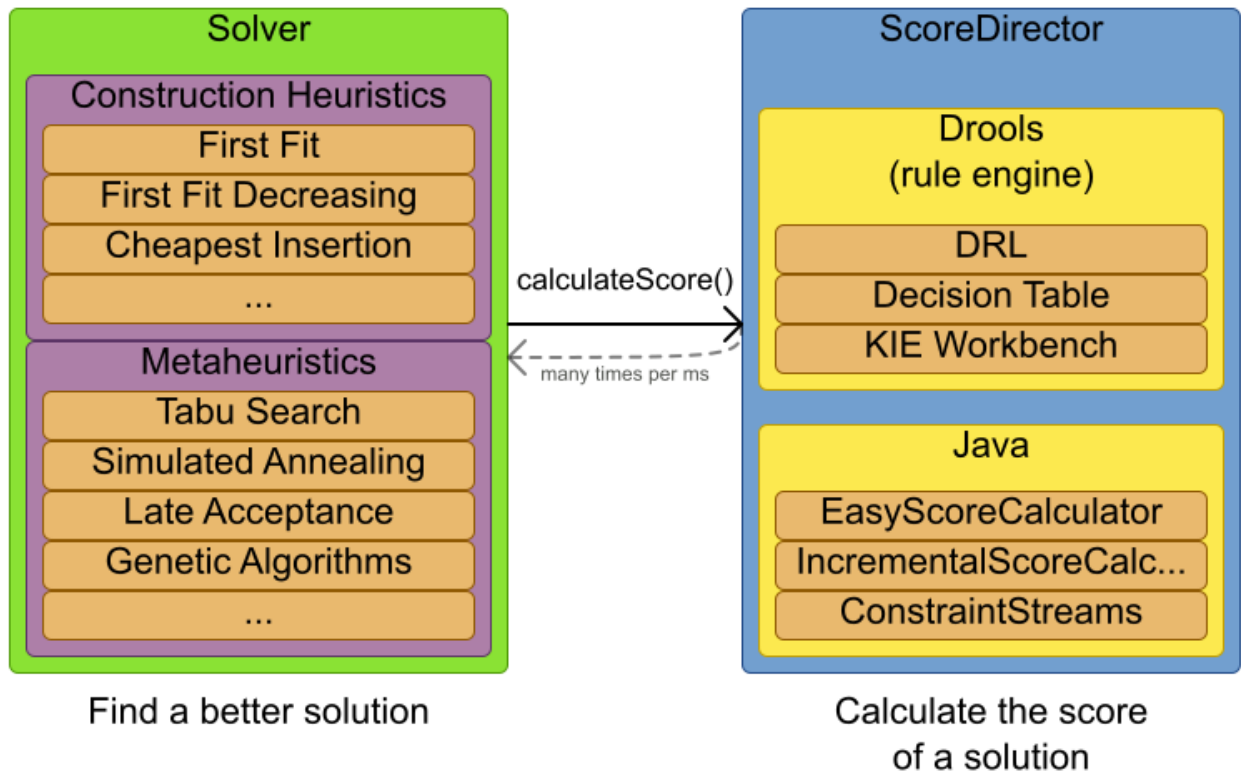 Solver
Construction Heuristics
First Fit
First Fit Decreasing
Cheapest Insertion
...
Metaheuristics
Tabu Search
Simulated Annealing
Late Acceptance
Genetic Algorithms
...
Find a better solution
calculateScore()
many times per ms
ScoreDirector
Drools
(rule engine)
DRL
Decision Table
KIE Workbench
Java
EasyScoreCalculator
IncrementalScoreCalc...
ConstraintStreams
Calculate the score
of a solution